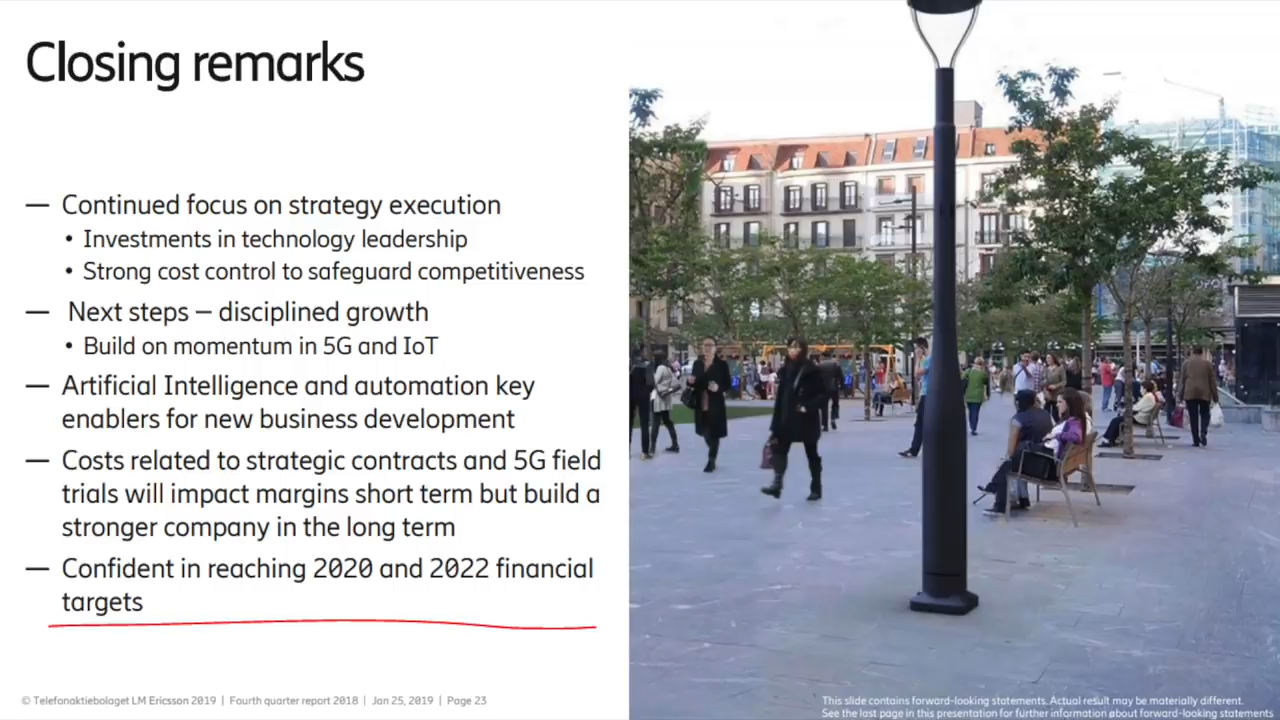 Closing remarks
— Continued focus on strategy execution
• Investments in technology leadership
• Strong cost control to safeguard competitiveness
— Next steps – disciplined growth
• Build on momentum in 5G and IoT
— Artificial Intelligence and automation key
enablers for new business development
— Costs related to strategic contracts and 5G field
trials will impact margins short term but build a
stronger company in the long term
— Confident in reaching 2020 and 2022 financial
targets
© Telefonaktiebolaget LM Ericsson 2019 | Fourth quarter report 2018 | Jan 25, 2019 | Page 23
This slide contains forward-looking statements. Actual result may be materially different.
See the last page in this presentation for further information about forward-looking statements